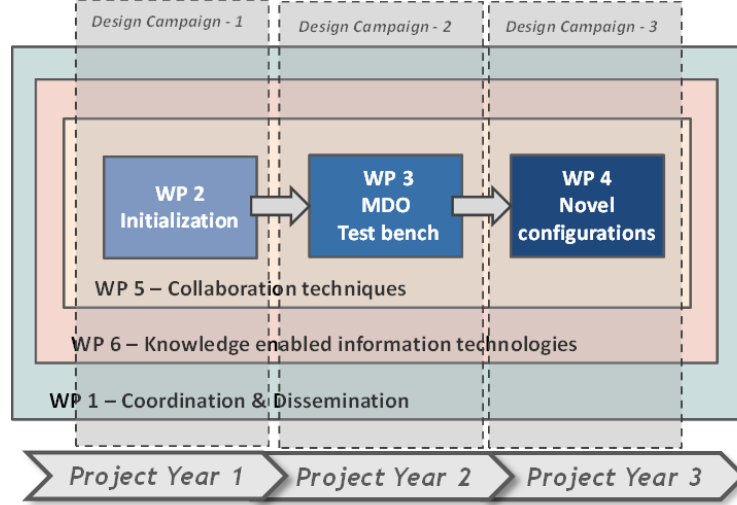 Design Campaign - 1
Design Campaign - 2
Design Campaign - 3
WP 2
Initialization
WP 3
MDO
Test bench
WP 4
Novel
configurations
WP 5 – Collaboration techniques
WP 6 – Knowledge enabled information technologies
WP 1 – Coordination & Dissemination
Project Year 1
Project Year 2
Project Year 3